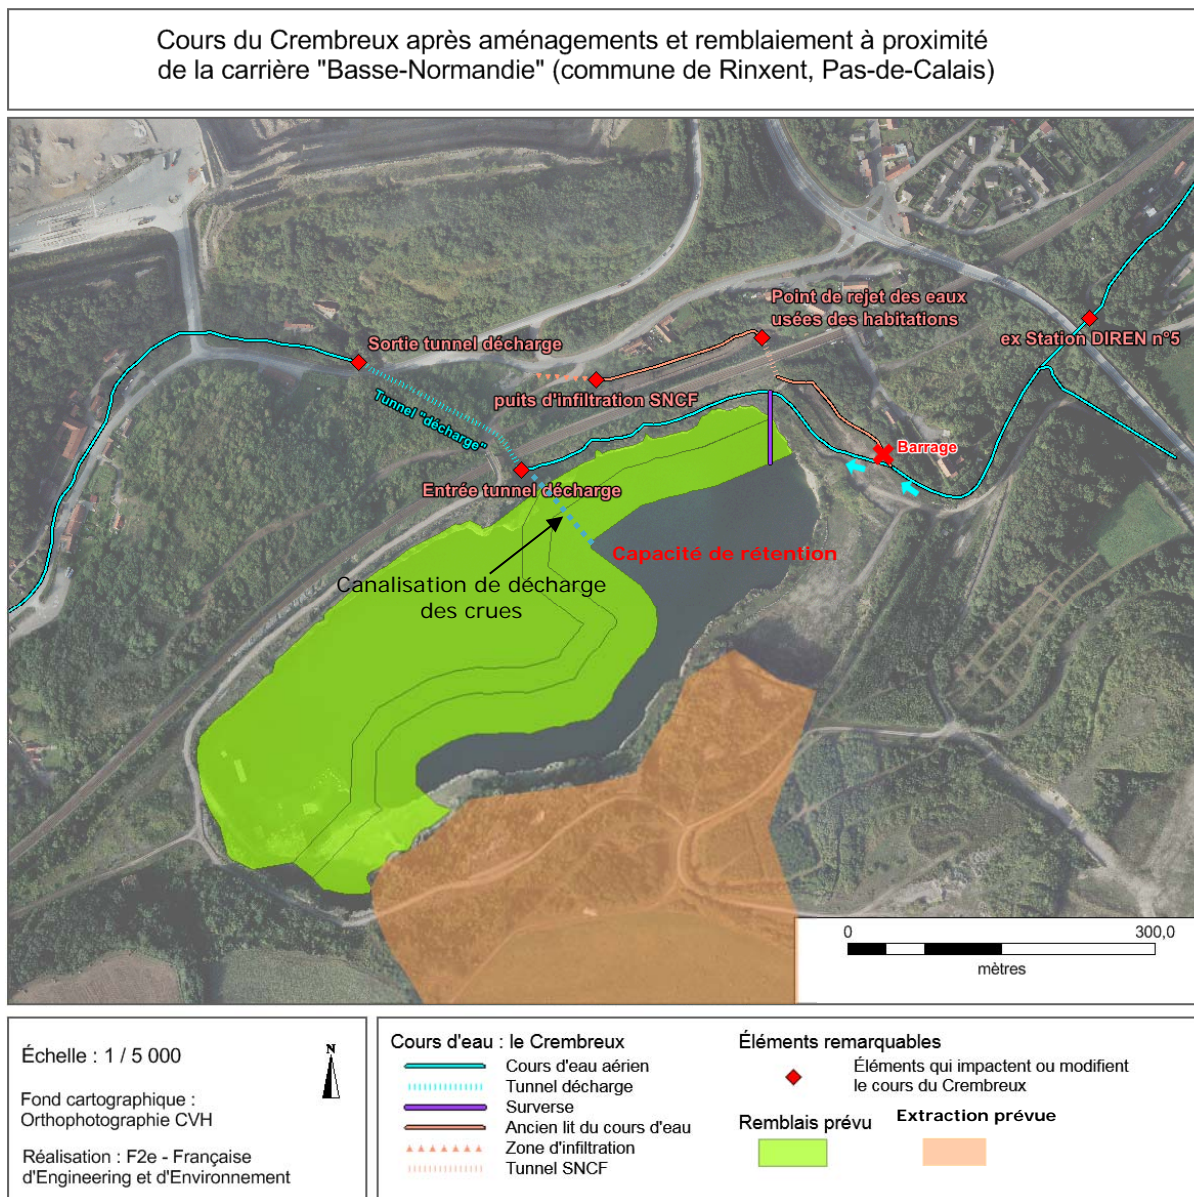 Cours du Crembreux après aménagements et remblaiement à proximité
de la carrière "Basse-Normandie" (commune de Rinxent, Pas-de-Calais)
Point de rejet des eaux
usées des habitations
ex Station DIREN n°5
Sortie tunnel décharge
puits d'infiltration SNCF
Tunnel "décharge"
Barrage
Entrée tunnel décharge
Capacité de rétention
Canalisation de décharge
des crues
0
300,0
mètres
Échelle : 1 / 5 000
N
Fond cartographique :
Orthophotographie CVH
Réalisation : F2e - Française
d'Engineering et d'Environnement
Cours d'eau : le Crembreux
Cours d'eau aérien
Tunnel décharge
Surverse
Ancien lit du cours d'eau
Zone d'infiltration
Tunnel SNCF
Éléments remarquables
Éléments qui impactent ou modifient
le cours du Crembreux
Remblais prévu
Extraction prévue